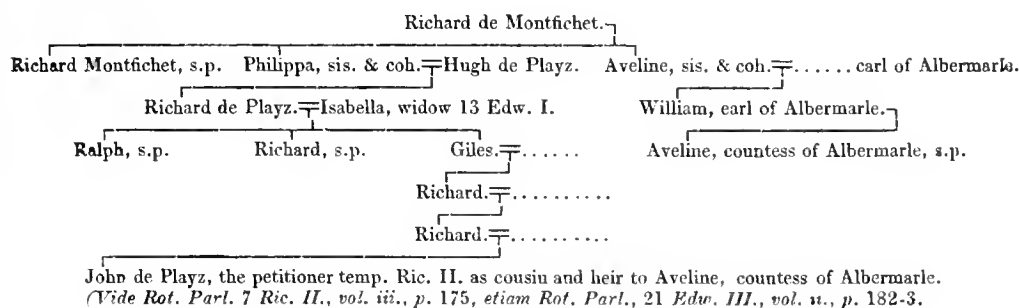 Richard de Montfichet.
Richard Montfichet, s.p. Philippa, sis. & coh. Hugh de Playz. Aveline, sis. & coh. ...... earl of Albermarle.
Richard de Playz. Isabella, widow 13 Edw. I. William, earl of Albermarle.
Ralph, s.p. Richard, s.p. Giles. ...... Aveline, countess of Albermarle, s.p.
Richard. ..........
Richard. ..........
John de Playz, the petitioner temp. Ric. II. as cousin and heir to Aveline, countess of Albermarle.
(Vide Rot. Parl. 7 Ric. II., vol. iii., p. 175, etiam Rot. Parl., 21 Edw. III., vol. ii., p. 182-3.